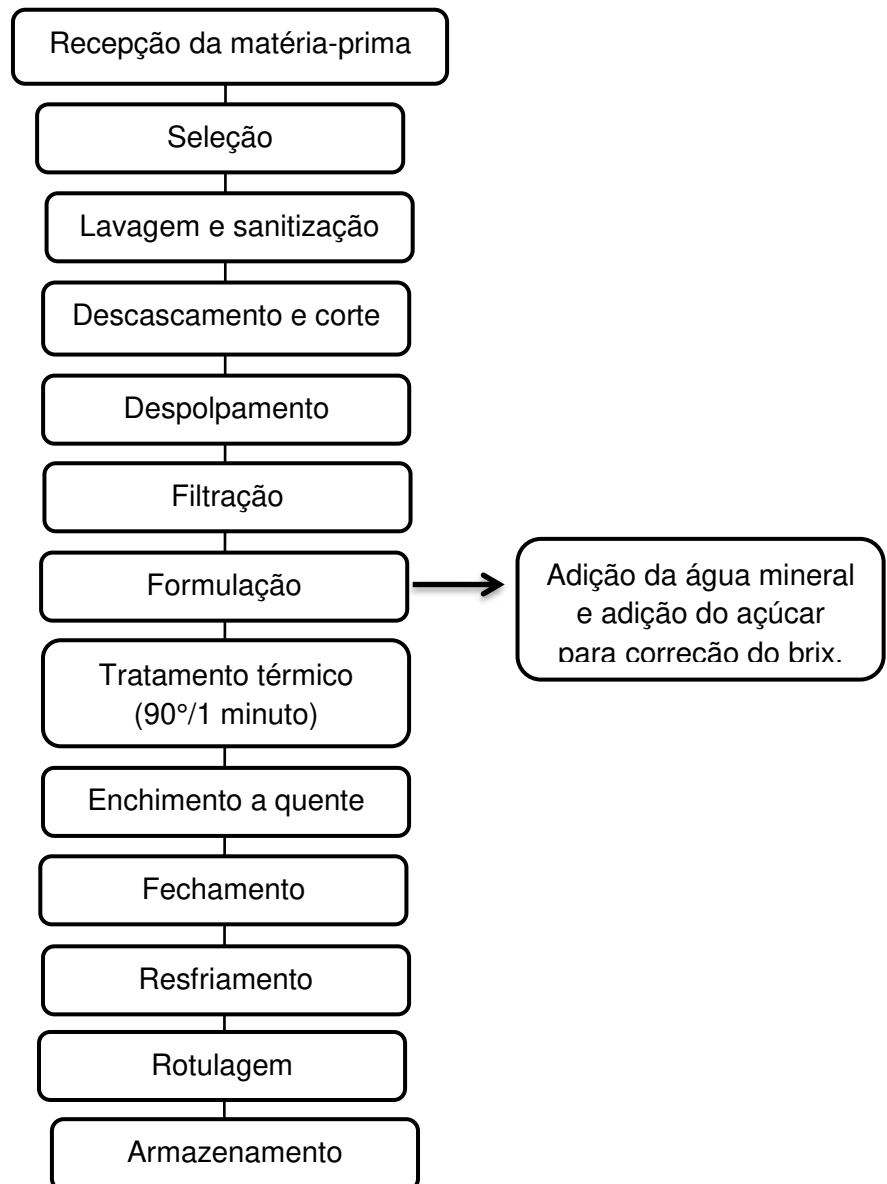 Recepção da matéria-prima
Seleção
Lavagem e sanitização
Descascamento e corte
Despolpamento
Filtração
Formulação
Adição da água mineral
e adição do açúcar
para correção do brix.
Tratamento térmico
(90°/1 minuto)
Enchimento a quente
Fechamento
Resfriamento
Rotulagem
Armazenamento